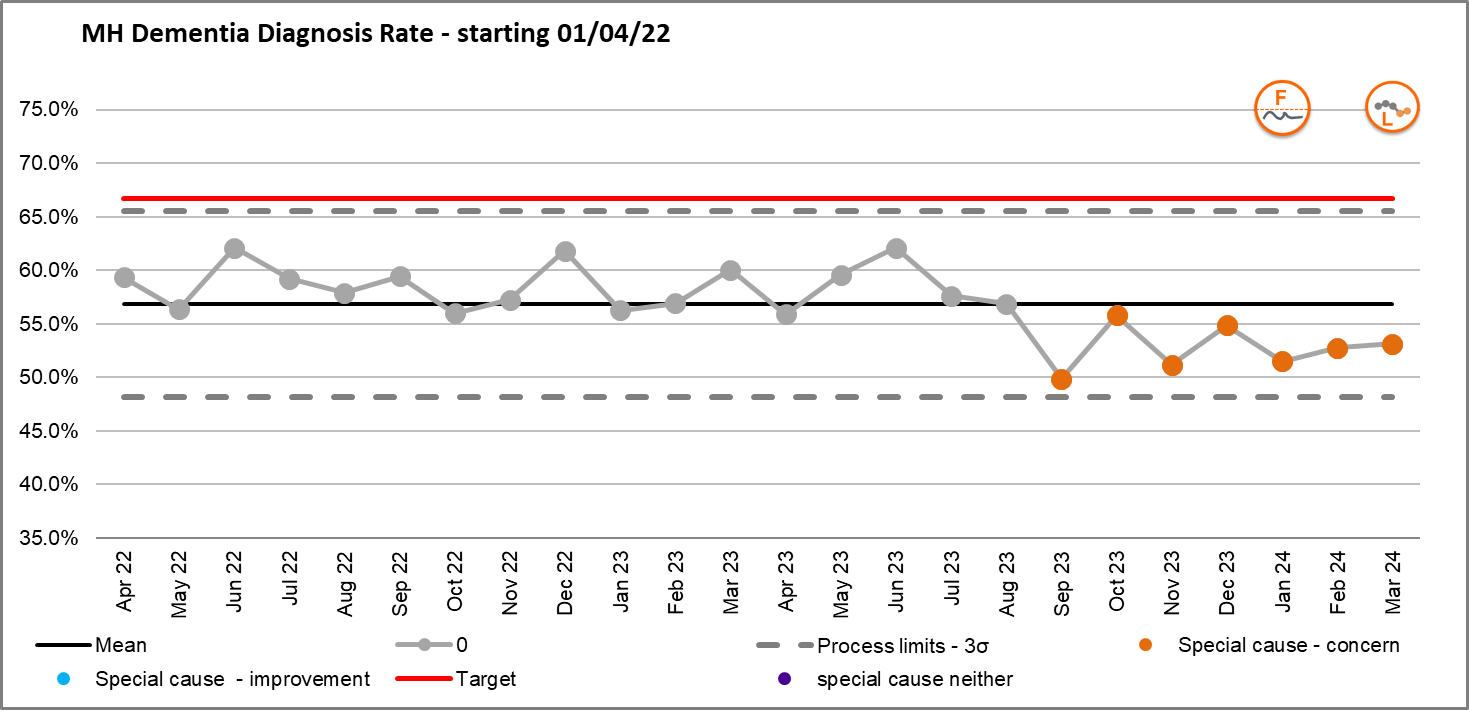 MH Dementia Diagnosis Rate - starting 01/04/22
F
L
75.0%
70.0%
65.0%
60.0%
55.0%
50.0%
45.0%
40.0%
35.0%
Apr 22
May 22
Jun 22
Jul 22
Aug 22
Sep 22
Oct 22
Nov 22
Dec 22
Jan 23
Feb 23
Mar 23
Apr 23
May 23
Jun 23
Jul 23
Aug 23
Sep 23
Oct 23
Nov 23
Dec 23
Jan 24
Feb 24
Mar 24
Mean
0
Process limits - 3σ
Special cause - concern
Special cause  - improvement
Target
special cause neither